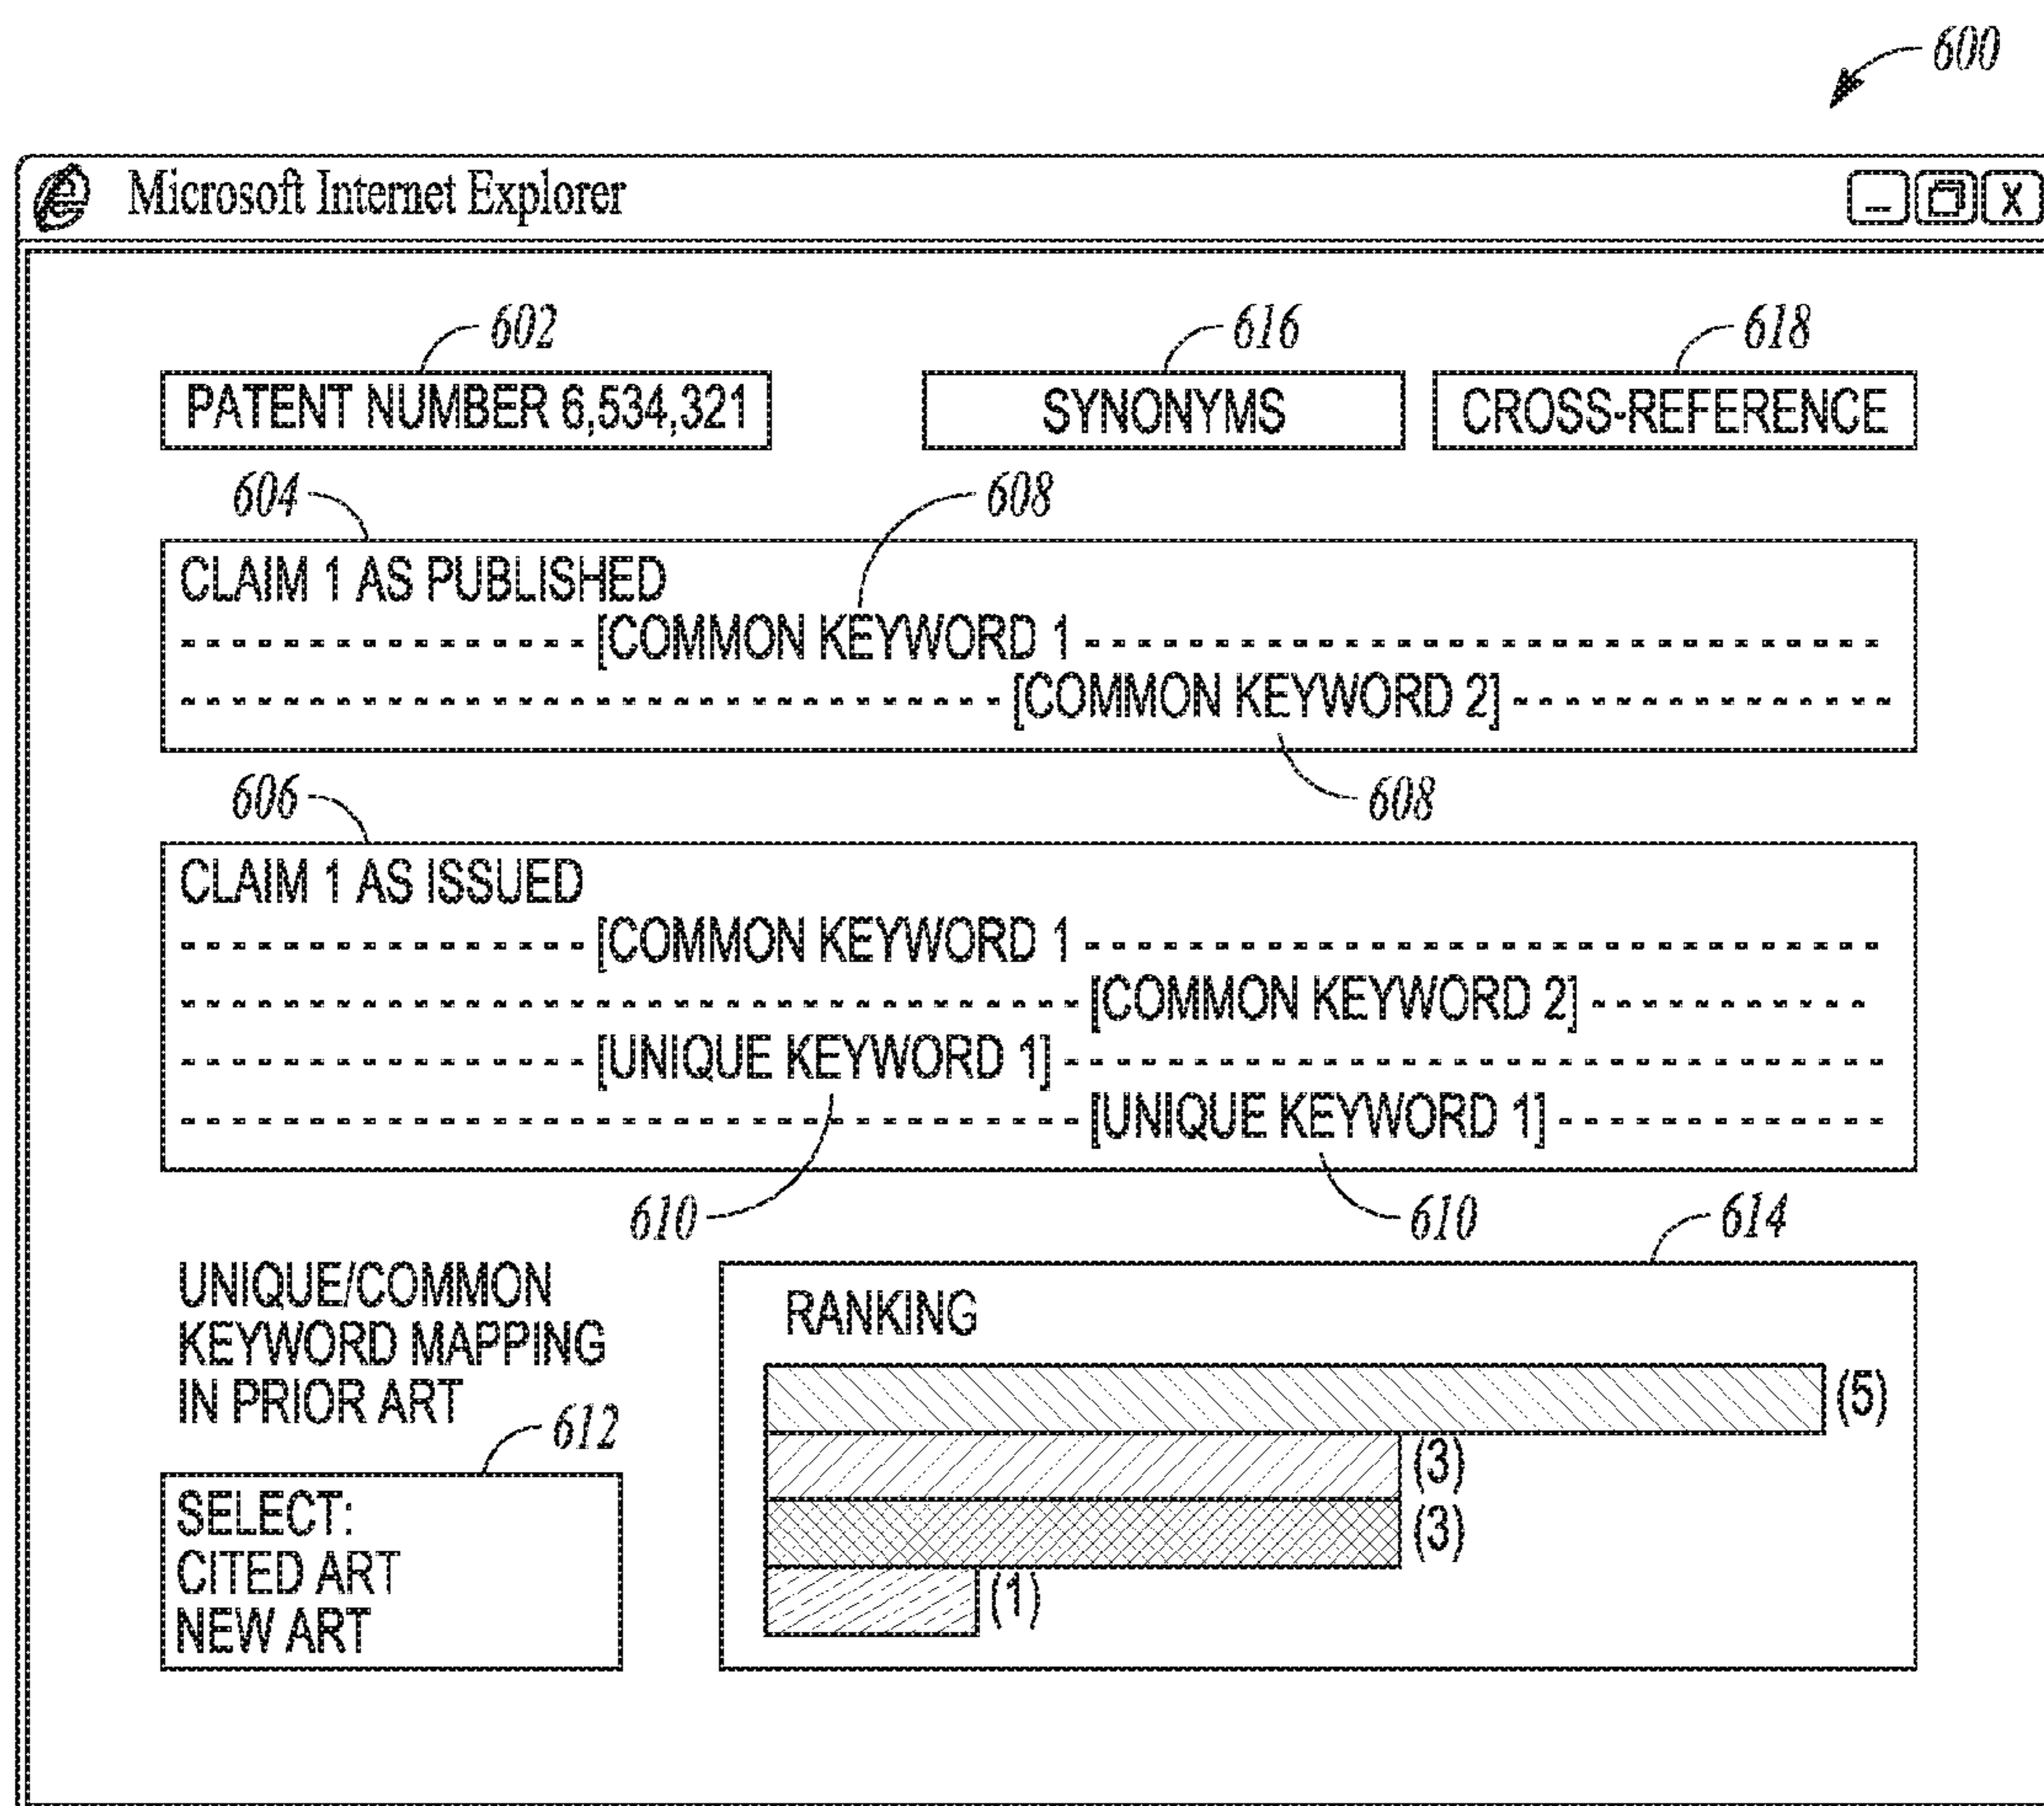 600
Microsoft Internet Explorer
602 616 618
PATENT NUMBER 6,534,321 SYNONYMS CROSS-REFERENCE
604 608
CLAIM 1 AS PUBLISHED
---------------- [COMMON KEYWORD 1 -------------------------------
-------------------------------- [COMMON KEYWORD 2] ---------------
606 608
CLAIM 1 AS ISSUED
---------------- [COMMON KEYWORD 1 -------------------------------
----------------------------------- [COMMON KEYWORD 2] -----------
---------------- [UNIQUE KEYWORD 1] --------------------------------
----------------------------------- [UNIQUE KEYWORD 1] -------------
610 610 614
UNIQUE/COMMON
KEYWORD MAPPING
IN PRIOR ART
612
SELECT:
CITED ART
NEW ART
RANKING
(5)
(3)
(3)
(1)